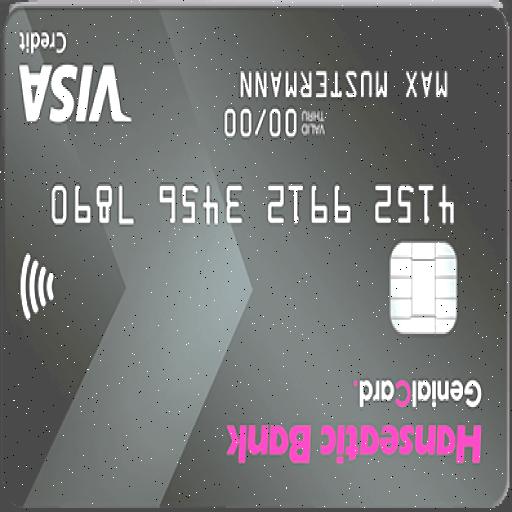 Hanseatic Bank
GenialCard.
4152 9912 3456 7890
VALID THRU 00/00
MAX MUSTERMANN
VISA
Credit